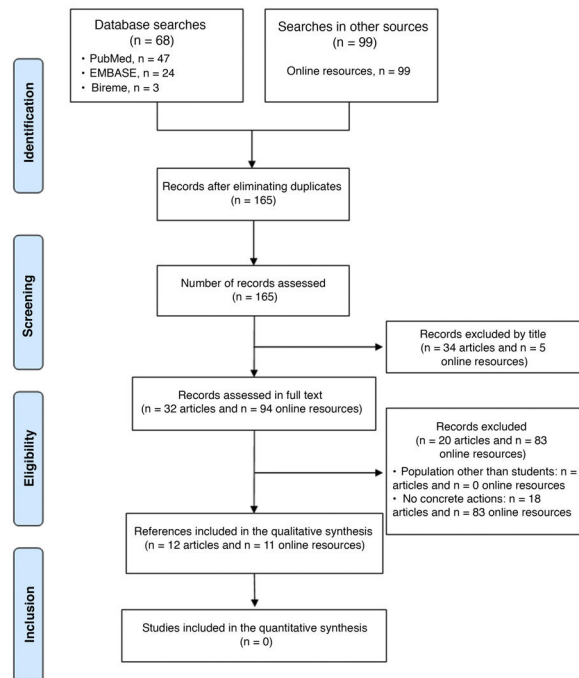 Database searches
(n = 68)
• PubMed, n = 47
• EMBASE, n = 24
• Bireme, n = 3
Searches in other sources
(n = 99)
Online resources, n = 99
Identification
Records after eliminating duplicates
(n = 165)
Screening
Number of records assessed
(n = 165)
Records excluded by title
(n = 34 articles and n = 5
online resources)
Eligibility
Records assessed in full text
(n = 32 articles and n = 94 online resources)
Records excluded
(n = 20 articles and n = 83
online resources)
• Population other than students: n =
articles and n = 0 online resources
• No concrete actions: n = 18
articles and n = 83 online resources
References included in the qualitative synthesis
(n = 12 articles and n = 11 online resources)
Inclusion
Studies included in the quantitative synthesis
(n = 0)